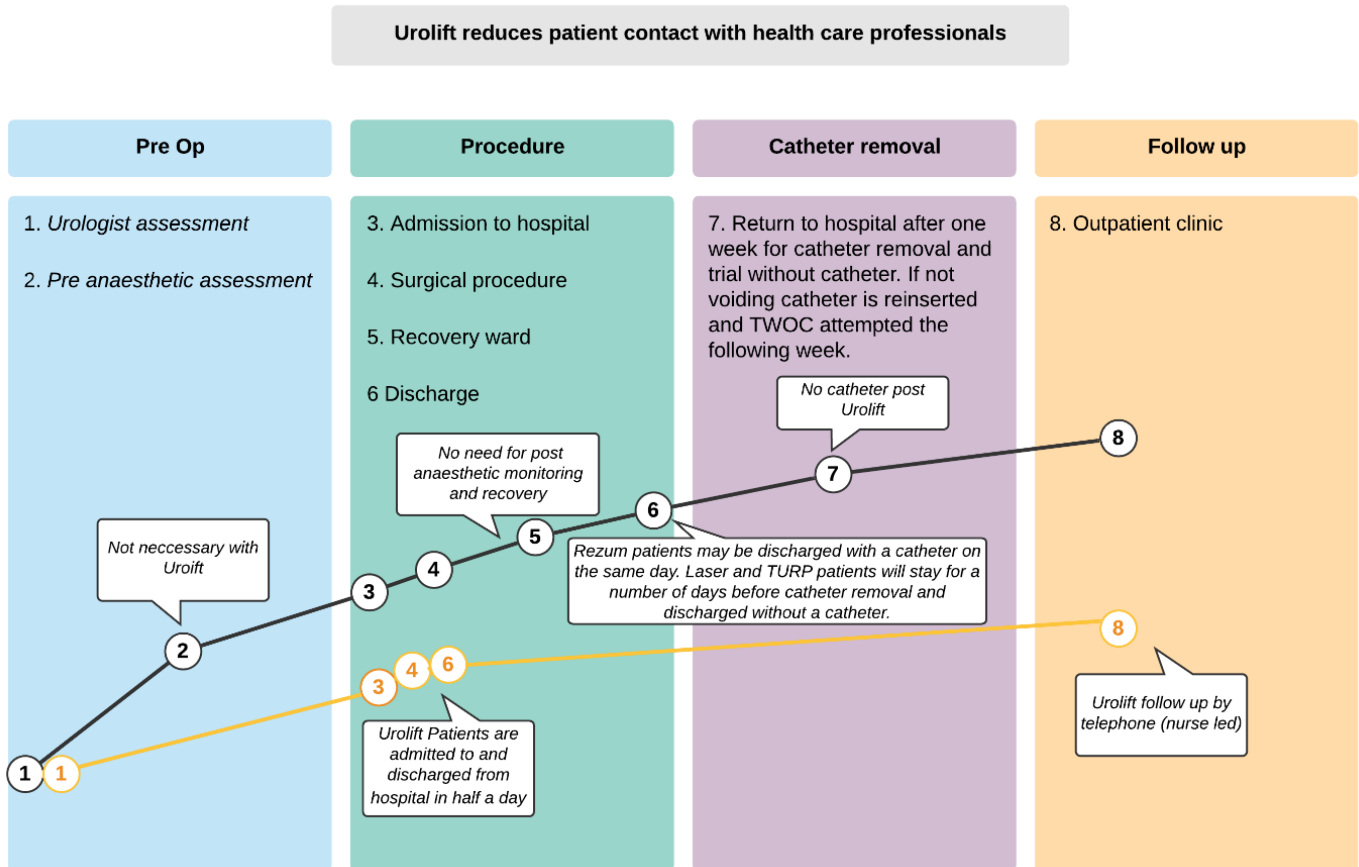 Urolift reduces patient contact with health care professionals
Pre Op
Procedure
Catheter removal
Follow up
1. Urologist assessment
2. Pre anaesthetic assessment
3. Admission to hospital
4. Surgical procedure
5. Recovery ward
6 Discharge
7. Return to hospital after one
week for catheter removal and
trial without catheter. If not
voiding catheter is reinserted
and TWOC attempted the
following week.
8. Outpatient clinic
No catheter post
Urolift
No need for post
anaesthetic monitoring
and recovery
Not neccessary with
Uroift
Rezum patients may be discharged with a catheter on
the same day. Laser and TURP patients will stay for a
number of days before catheter removal and
discharged without a catheter.
Urolift Patients are
admitted to and
discharged from
hospital in half a day
Urolift follow up by
telephone (nurse led)
1
2
3
4
5
6
7
8
1
3
4
6
8